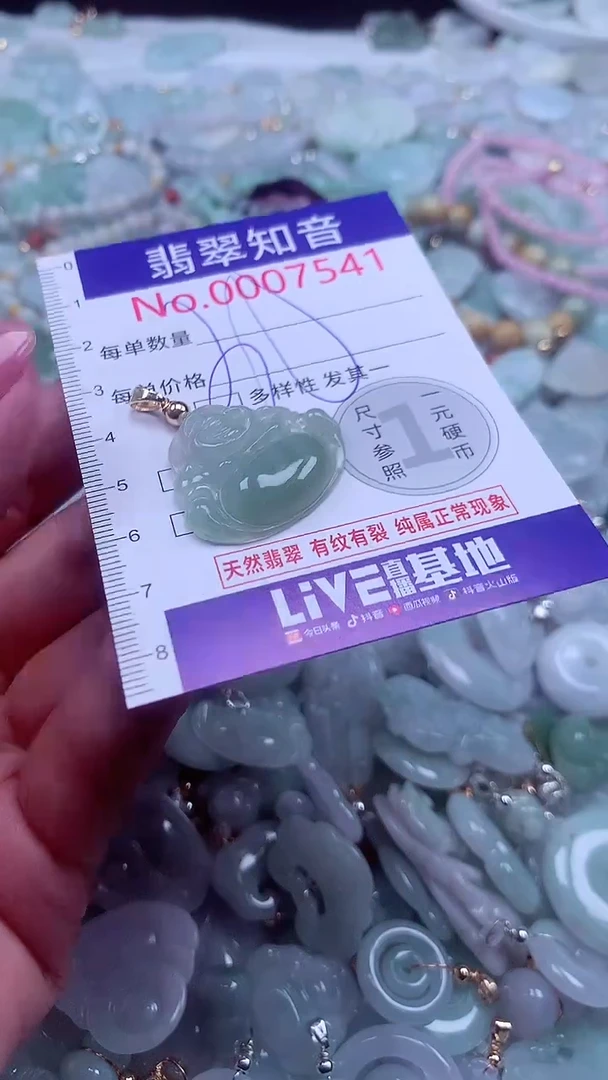 翡翠知音
No.0007541
每单数量
每单价格
多样性 发其一
尺寸参照
1
一元硬币
0
1
2
3
4
5
6
7
8
天然翡翠 有纹有裂 纯属正常现象
LiVE直播基地
今日头条 抖音 西瓜视频 抖音火山版